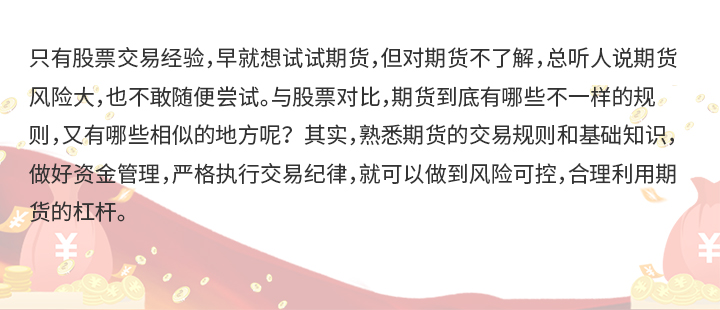 只有股票交易经验,早就想试试期货,但对期货不了解,总听人说期货
风险大,也不敢随便尝试。与股票对比,期货到底有哪些不一样的规
则,又有哪些相似的地方呢？其实,熟悉期货的交易规则和基础知识,
做好资金管理,严格执行交易纪律,就可以做到风险可控,合理利用期
货的杠杆。
¥
¥